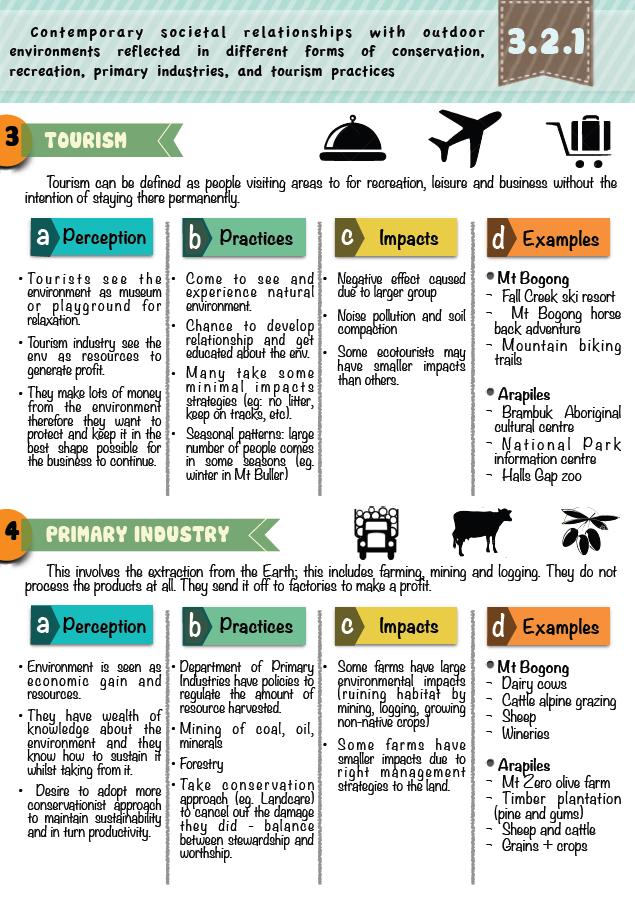 Contemporary societal relationships with outdoor
environments reflected in different forms of conservation,
recreation, primary industries, and tourism practices
3.2.1
3 TOURISM
Tourism can be defined as people visiting areas to for recreation, leisure and business without the
intention of staying there permanently.
a Perception
• Tourists see the
environment as museum
or playground for
relaxation.
• Tourism industry see the
env as resources to
generate profit.
• They make lots of money
from the environment
therefore they want to
protect and keep it in the
best shape possible for
the business to continue.
b Practices
• Come to see and
experience natural
environment.
• Chance to develop
relationship and get
educated about the env.
• Many take some
minimal impacts
strategies (eg: no litter,
keep on tracks, etc).
• Seasonal patterns: large
number of people comes
in some seasons (eg.
winter in Mt Buller)
c Impacts
• Negative effect caused
due to larger group
• Noise pollution and soil
compaction
• Some ecotourists may
have smaller impacts
than others.
d Examples
• Mt Bogong
- Fall Creek ski resort
- Mt Bogong horse
back adventure
- Mountain biking
trails
• Arapiles
- Brambuk Aboriginal
cultural centre
- National Park
information centre
- Halls Gap zoo
4 PRIMARY INDUSTRY
This involves the extraction from the Earth; this includes farming, mining and logging. They do not
process the products at all. They send it off to factories to make a profit.
a Perception
• Environment is seen as
economic gain and
resources.
• They have wealth of
knowledge about the
environment and they
know how to sustain it
whilst taking from it.
• Desire to adopt more
conservationist approach
to maintain sustainability
and in turn productivity.
b Practices
• Department of Primary
Industries have policies to
regulate the amount of
resource harvested.
• Mining of coal, oil,
minerals
• Forestry
• Take conservation
approach (eg. Landcare)
to cancel out the damage
they did - balance
between stewardship and
worthship.
c Impacts
• Some farms have large
environmental impacts
(ruining habitat by
mining, logging, growing
non-native crops)
• Some farms have
smaller impacts due to
right management
strategies to the land.
d Examples
• Mt Bogong
- Dairy cows
- Cattle alpine grazing
- Sheep
- Wineries
• Arapiles
- Mt Zero olive farm
- Timber plantation
(pine and gums)
- Sheep and cattle
- Grains + crops